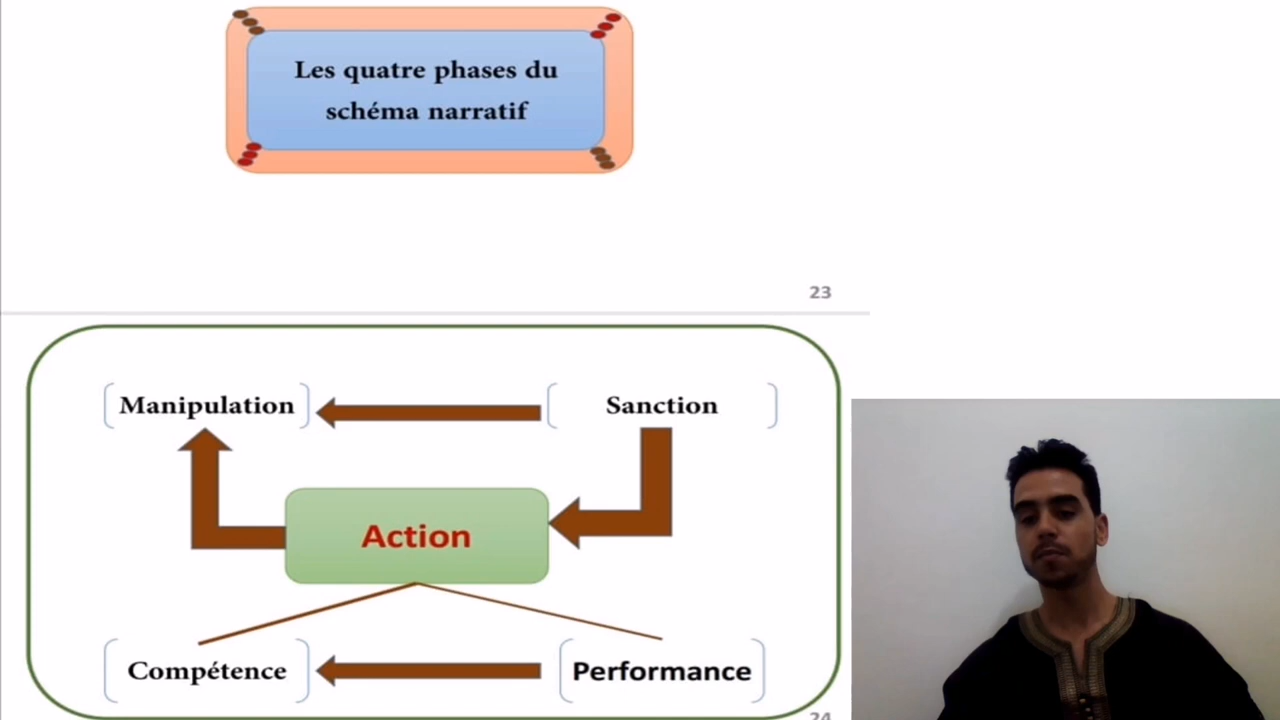 Les quatre phases du
schéma narratif
23
Manipulation
Sanction
Action
Compétence
Performance
24